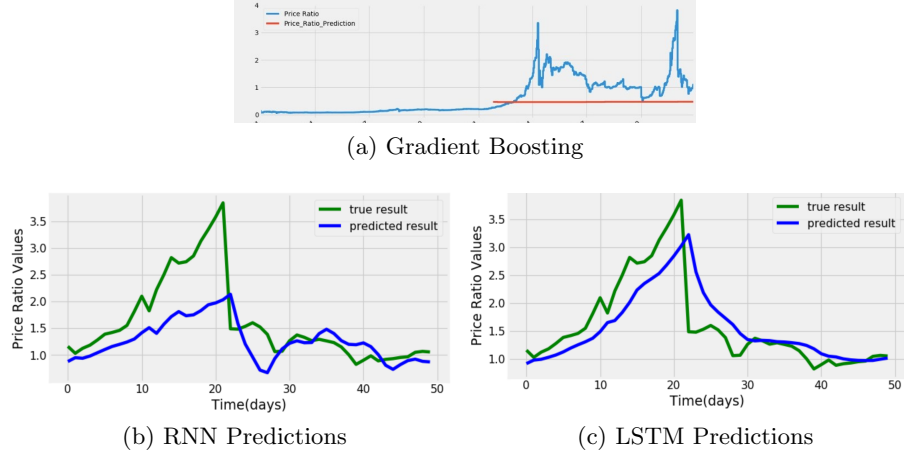 4
Price Ratio
Price_Ratio_Prediction
3
2
1
0
(a) Gradient Boosting
Price Ratio Values
3.5
3.0
2.5
2.0
1.5
1.0
true result
predicted result
0 10 20 30 40 50
Time(days)
(b) RNN Predictions
Price Ratio Values
3.5
3.0
2.5
2.0
1.5
1.0
true result
predicted result
0 10 20 30 40 50
Time(days)
(c) LSTM Predictions